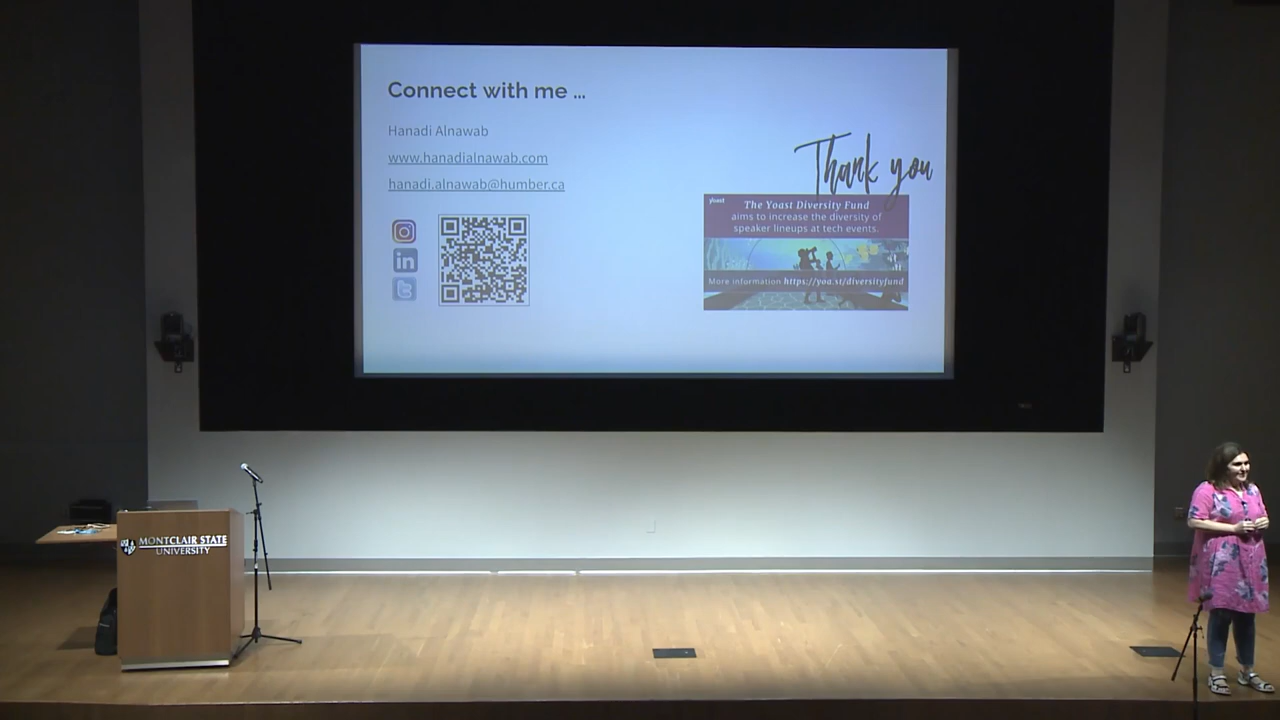 Connect with me ...
Hanadi Alnawab
www.hanadialnawab.com
hanadi.alnawab@humber.ca
in
Thank you
yoast
The Yoast Diversity Fund
aims to increase the diversity of
speaker lineups at tech events.
More information https://yoa.st/diversityfund
MONTCLAIR STATE
UNIVERSITY